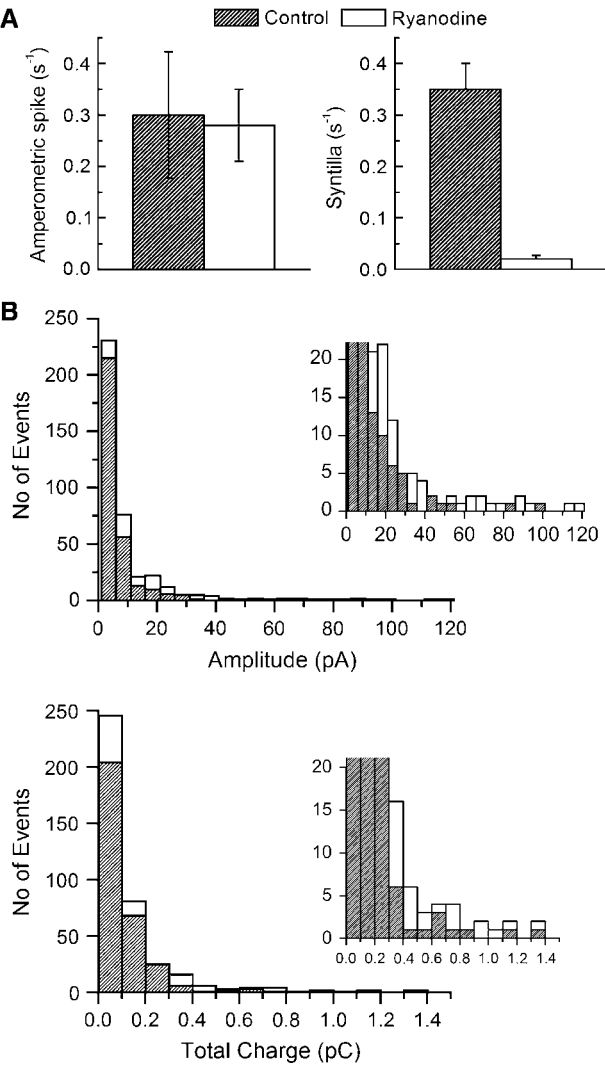 A
Control Ryanodine
Amperometric spike (s⁻¹)
0.4
0.3
0.2
0.1
0.0
Syntilla (s⁻¹)
0.4
0.3
0.2
0.1
0.0
B
No of Events
250
200
150
100
50
0
0 20 40 60 80 100 120
Amplitude (pA)
20
15
10
5
0
0 20 40 60 80 100 120
No of Events
250
200
150
100
50
0
0.0 0.2 0.4 0.6 0.8 1.0 1.2 1.4
Total Charge (pC)
20
15
10
5
0
0.0 0.2 0.4 0.6 0.8 1.0 1.2 1.4